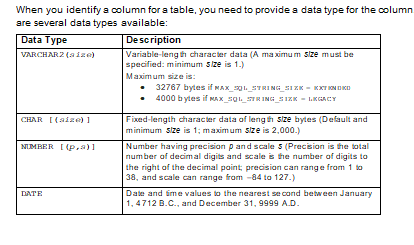 When you identify a column for a table, you need to provide a data type for the column
are several data types available:
Data Type Description
VARCHAR2(size) Variable-length character data (A maximum size must be
specified: minimum size is 1.)
Maximum size is:
• 32767 bytes if MAX_SQL_STRING_SIZE = EXTENDED
• 4000 bytes if MAX_SQL_STRING_SIZE = LEGACY
CHAR [(size)] Fixed-length character data of length size bytes (Default and
minimum size is 1; maximum size is 2,000.)
NUMBER [(p,s)] Number having precision p and scale s (Precision is the total
number of decimal digits and scale is the number of digits to
the right of the decimal point; precision can range from 1 to
38, and scale can range from –84 to 127.)
DATE Date and time values to the nearest second between January
1, 4712 B.C., and December 31, 9999 A.D.